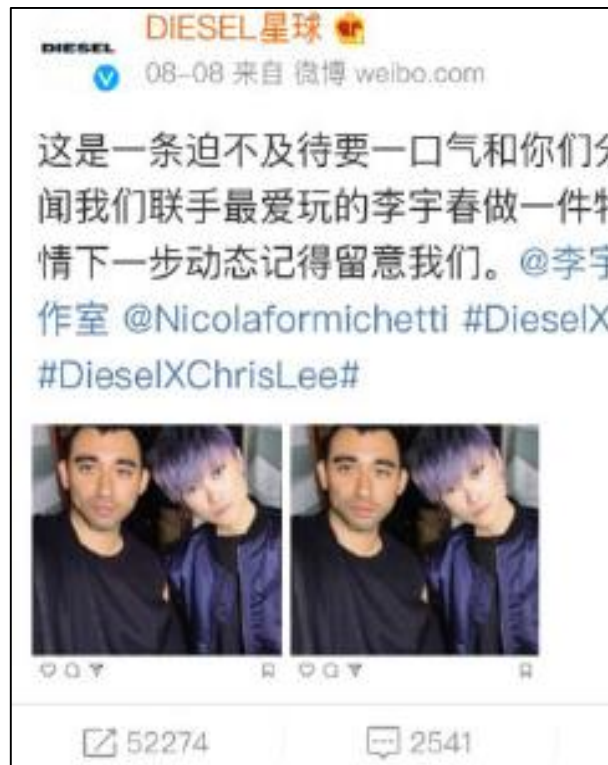 DIESEL
DIESEL星球
08-08 来自 微博 weibo.com
这是一条迫不及待要一口气和你们分
闻我们联手最爱玩的李宇春做一件特
情下一步动态记得留意我们。@李宇
作室 @Nicolaformichetti #DieselX
#DieselXChrisLee#
52274
2541